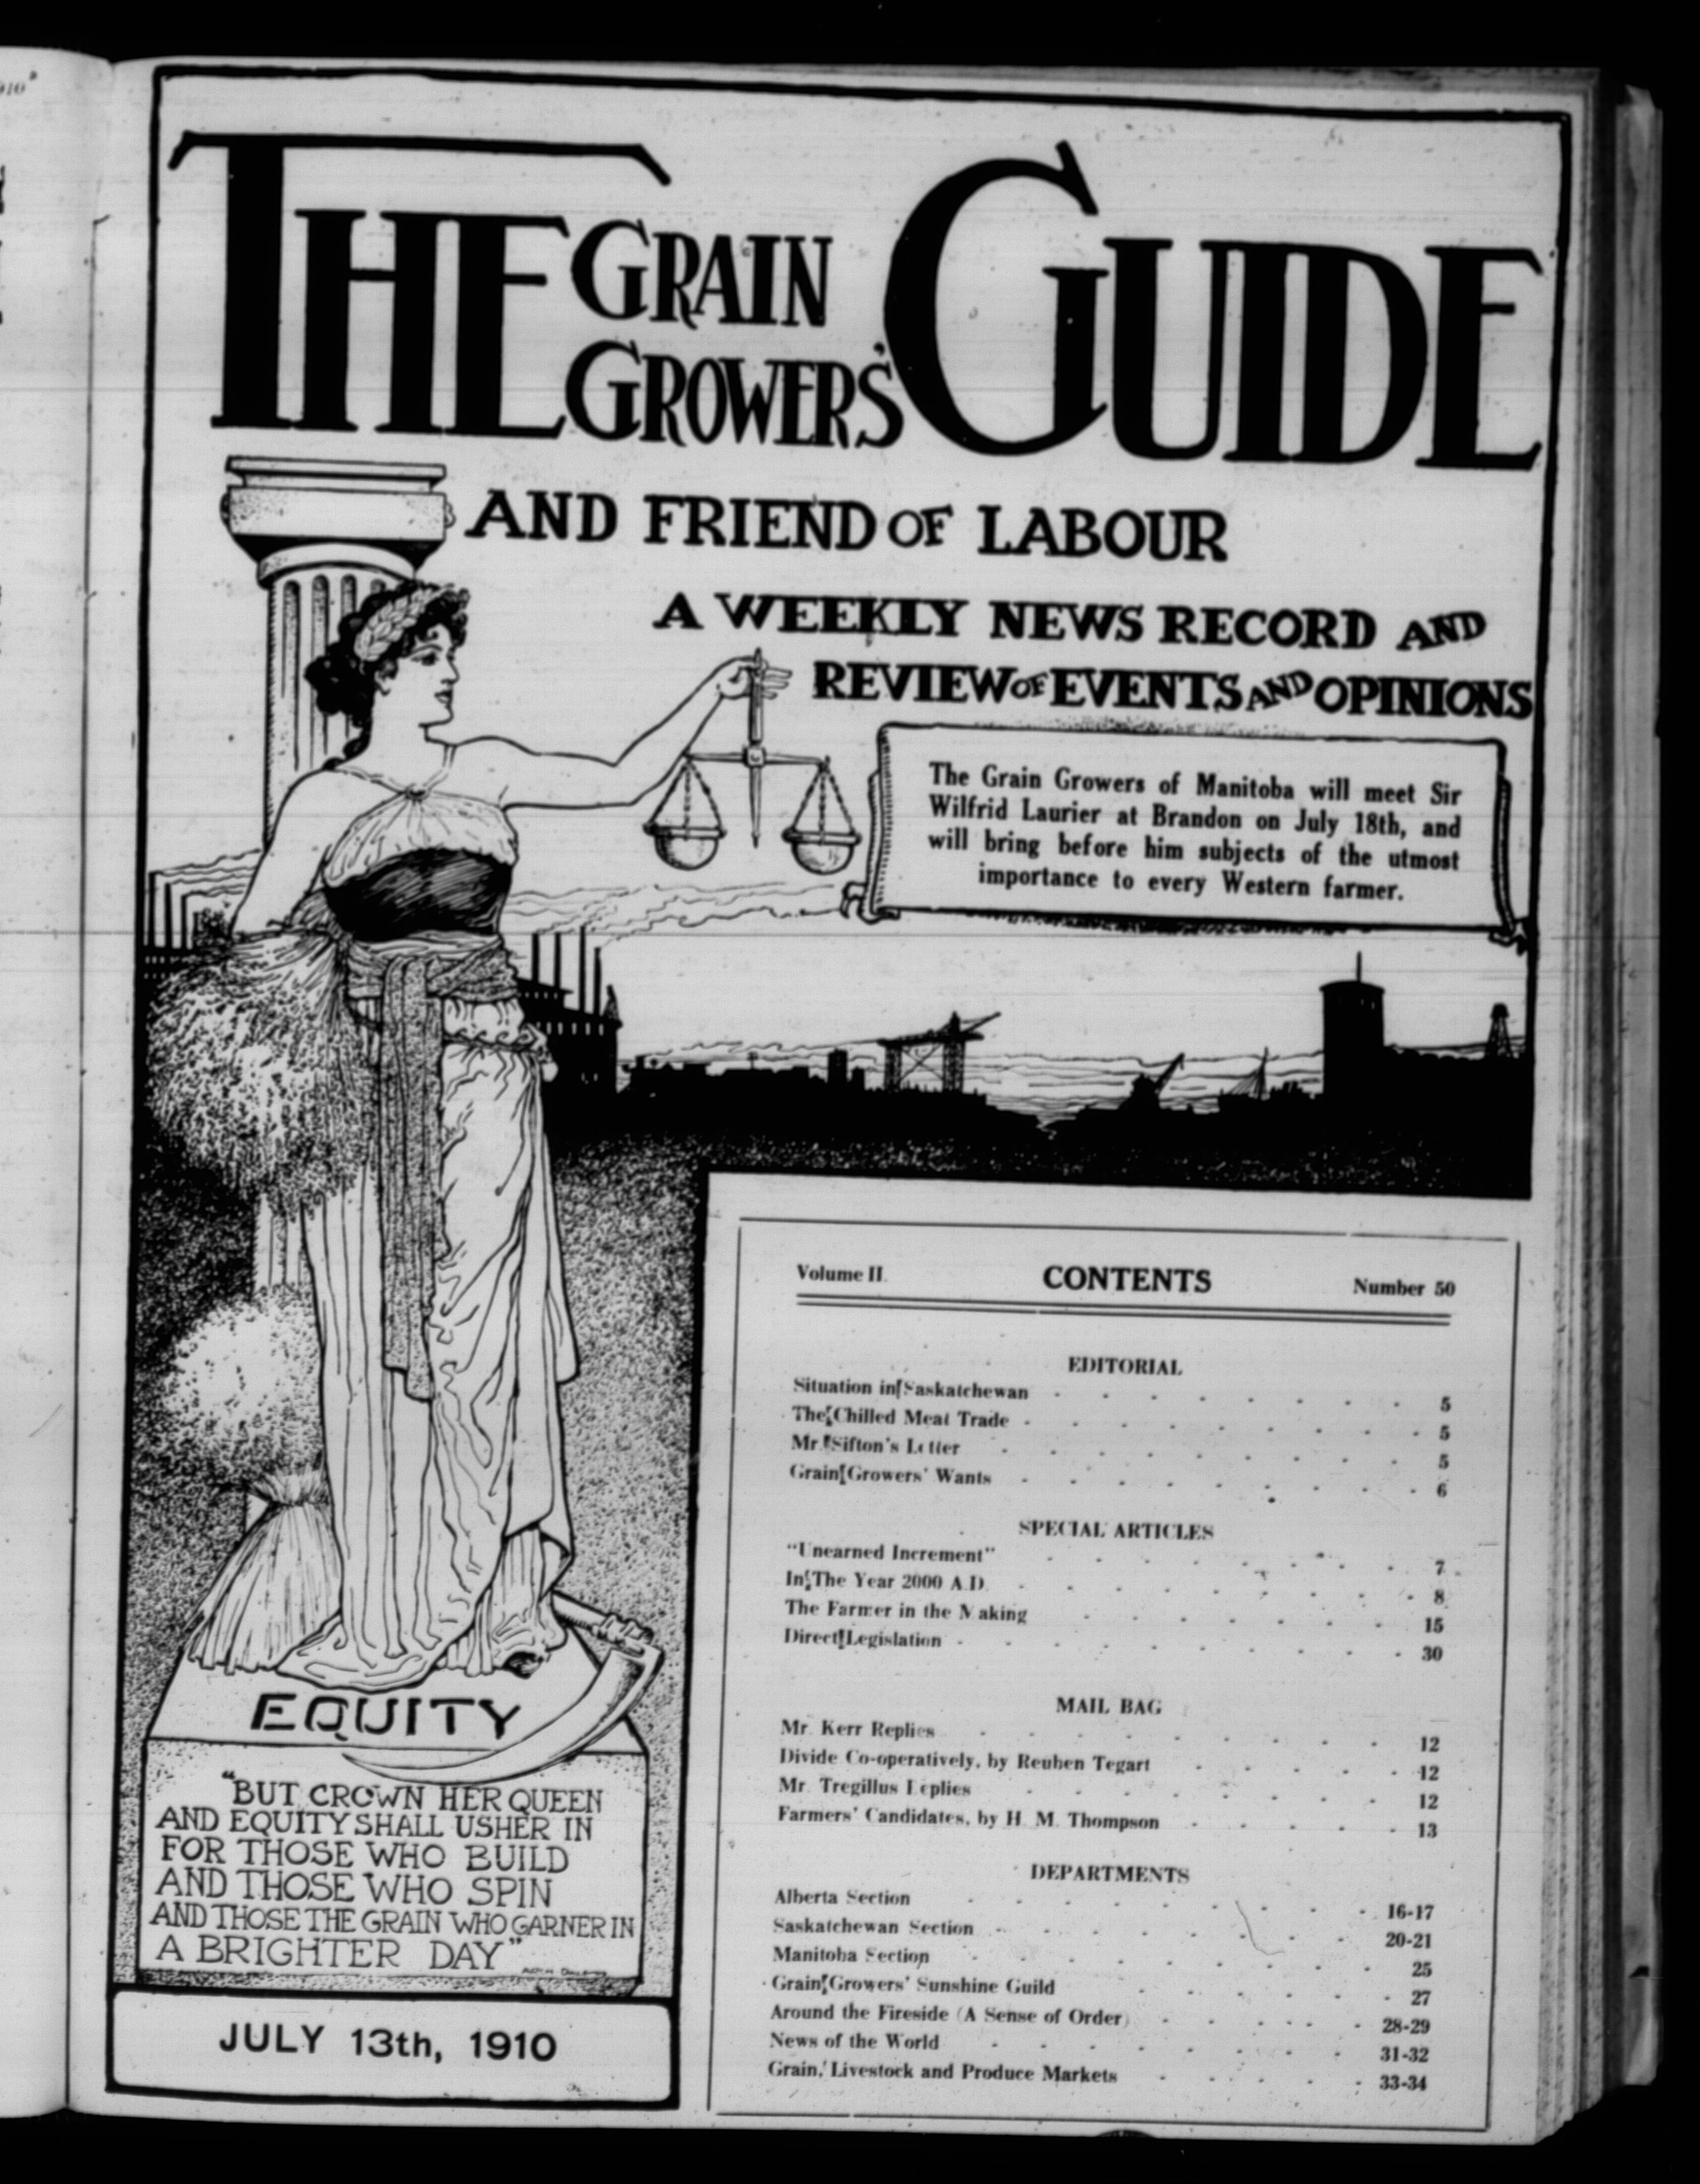 THE GRAIN GROWERS' GUIDE
AND FRIEND OF LABOUR
A WEEKLY NEWS RECORD AND
REVIEW OF EVENTS AND OPINIONS
The Grain Growers of Manitoba will meet Sir
Wilfrid Laurier at Brandon on July 18th, and
will bring before him subjects of the utmost
importance to every Western farmer.
EQUITY
"BUT CROWN HER QUEEN
AND EQUITY SHALL USHER IN
FOR THOSE WHO BUILD
AND THOSE WHO SPIN
AND THOSE THE GRAIN WHO GARNER IN
A BRIGHTER DAY"
JULY 13th, 1910
Volume II. CONTENTS Number 50
EDITORIAL
Situation in Saskatchewan - - - - - - - - 5
The Chilled Meat Trade - - - - - - - - - 5
Mr. Sifton's Letter - - - - - - - - - 5
Grain Growers' Wants - - - - - - - - - 6
SPECIAL ARTICLES
"Unearned Increment" - - - - - - - - 7
In The Year 2000 A.D. - - - - - - - - - 8
The Farmer in the Making - - - - - - - 15
Direct Legislation - - - - - - - - - - 30
MAIL BAG
Mr. Kerr Replies - - - - - - - - - 12
Divide Co-operatively, by Reuben Tegart - - - - - 12
Mr. Tregillus Replies - - - - - - - - 12
Farmers' Candidates, by H. M. Thompson - - - - - 13
DEPARTMENTS
Alberta Section - - - - - - - - - 16-17
Saskatchewan Section - - - - - - - - 20-21
Manitoba Section - - - - - - - - - 25
Grain Growers' Sunshine Guild - - - - - - 27
Around the Fireside (A Sense of Order) - - - - - 28-29
News of the World - - - - - - - - 31-32
Grain, Livestock and Produce Markets - - - - - 33-34